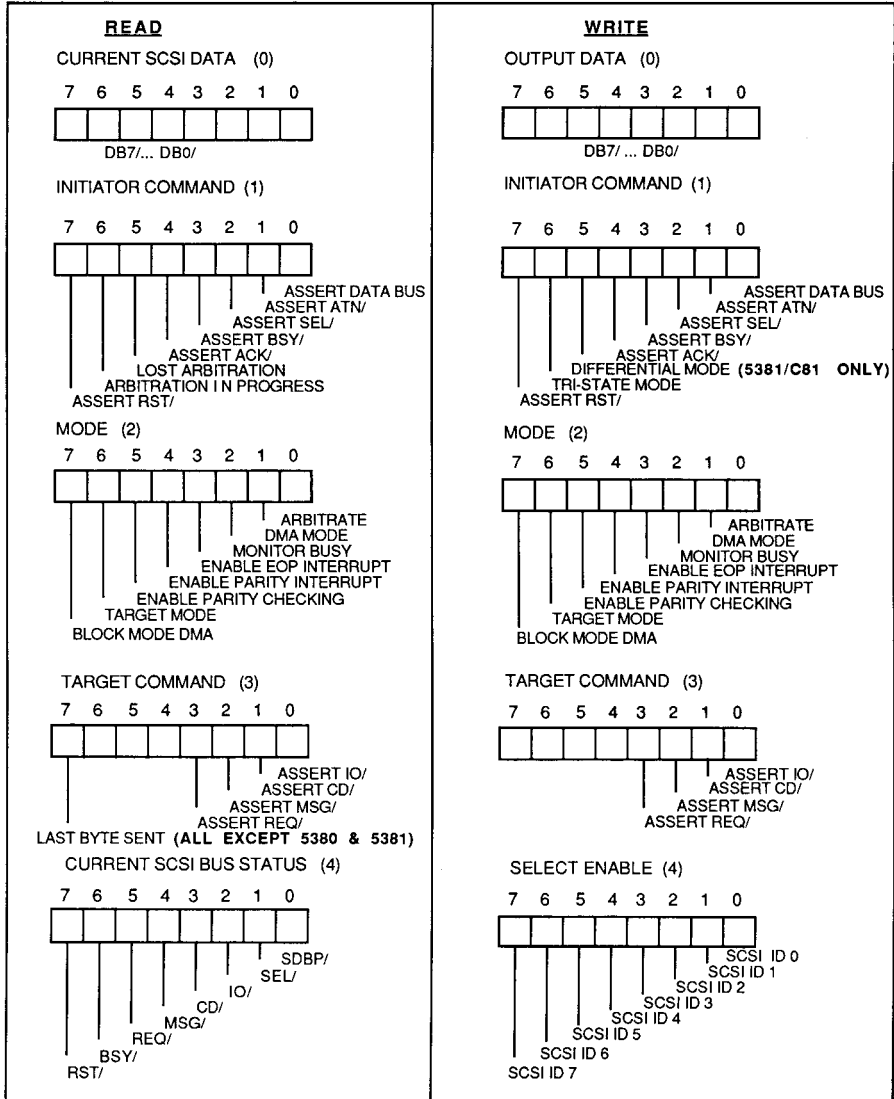 READ
CURRENT SCSI DATA (0)
7 6 5 4 3 2 1 0
DB7/... DB0/
INITIATOR COMMAND (1)
7 6 5 4 3 2 1 0
ASSERT DATA BUS
ASSERT ATN/
ASSERT SEL/
ASSERT BSY/
ASSERT ACK/
LOST ARBITRATION
ARBITRATION IN PROGRESS
ASSERT RST/
MODE (2)
7 6 5 4 3 2 1 0
ARBITRATE
DMA MODE
MONITOR BUSY
ENABLE EOP INTERRUPT
ENABLE PARITY INTERRUPT
ENABLE PARITY CHECKING
TARGET MODE
BLOCK MODE DMA
TARGET COMMAND (3)
7 6 5 4 3 2 1 0
ASSERT IO/
ASSERT CD/
ASSERT MSG/
ASSERT REQ/
LAST BYTE SENT (ALL EXCEPT 5380 & 5381)
CURRENT SCSI BUS STATUS (4)
7 6 5 4 3 2 1 0
SDBP/
SEL/
IO/
CD/
MSG/
REQ/
BSY/
RST/
WRITE
OUTPUT DATA (0)
7 6 5 4 3 2 1 0
DB7/ ... DB0/
INITIATOR COMMAND (1)
7 6 5 4 3 2 1 0
ASSERT DATA BUS
ASSERT ATN/
ASSERT SEL/
ASSERT BSY/
ASSERT ACK/
DIFFERENTIAL MODE (5381/C81 ONLY)
TRI-STATE MODE
ASSERT RST/
MODE (2)
7 6 5 4 3 2 1 0
ARBITRATE
DMA MODE
MONITOR BUSY
ENABLE EOP INTERRUPT
ENABLE PARITY INTERRUPT
ENABLE PARITY CHECKING
TARGET MODE
BLOCK MODE DMA
TARGET COMMAND (3)
7 6 5 4 3 2 1 0
ASSERT IO/
ASSERT CD/
ASSERT MSG/
ASSERT REQ/
SELECT ENABLE (4)
7 6 5 4 3 2 1 0
SCSI ID 0
SCSI ID 1
SCSI ID 2
SCSI ID 3
SCSI ID 4
SCSI ID 5
SCSI ID 6
SCSI ID 7